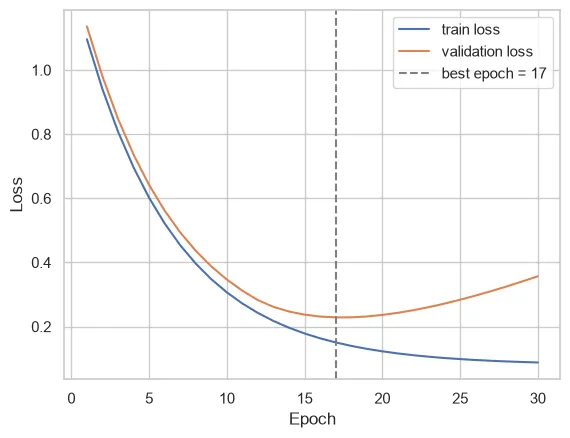 train loss
validation loss
best epoch = 17
1.0
0.8
0.6
0.4
0.2
Loss
0 5 10 15 20 25 30
Epoch